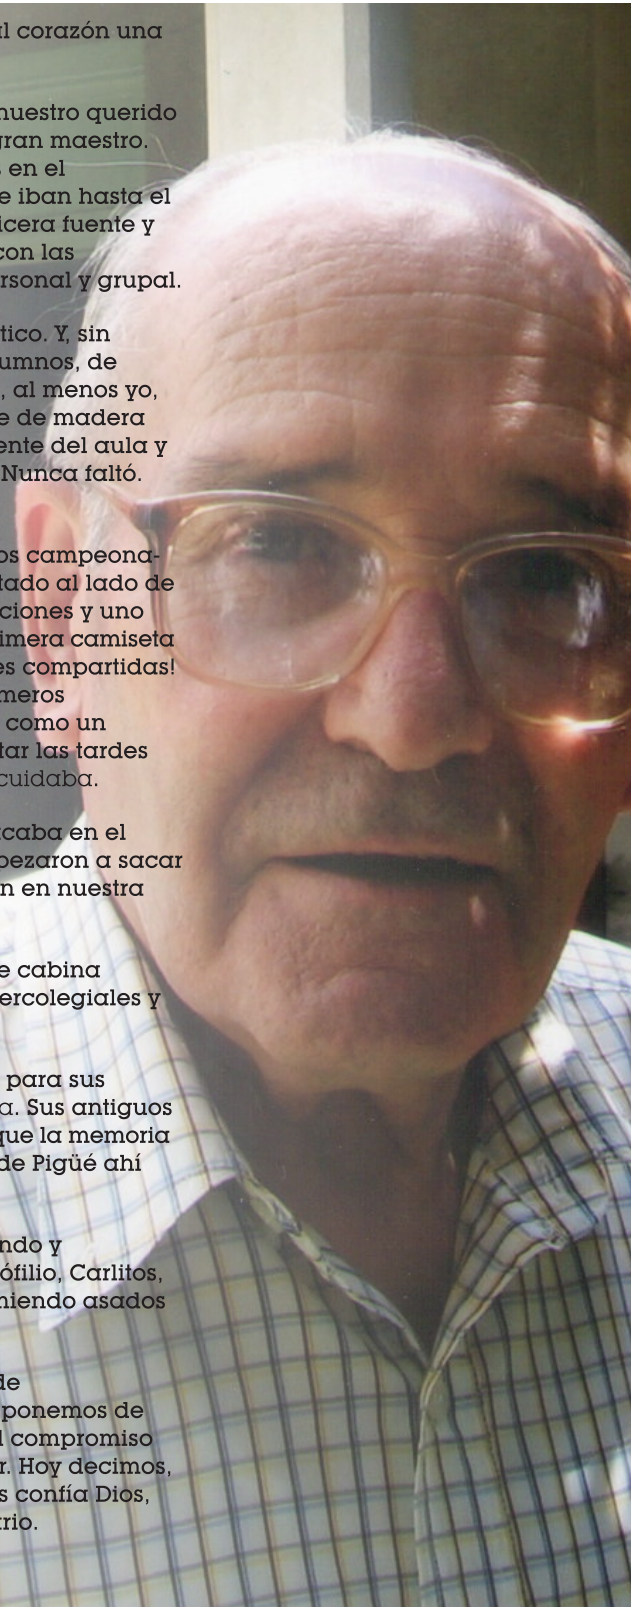 l corazón una
nuestro querido
gran maestro.
en el
e iban hasta el
icera fuente y
con las
rsonal y grupal.
tico. Y, sin
umnos, de
, al menos yo,
e de madera
ente del aula y
Nunca faltó.
os campeona-
tado al lado de
ciones y uno
imera camiseta
es compartidas!
meros
como un
tar las tardes
cuidaba.
caba en el
pezaron a sacar
n en nuestra
e cabina
ercolegiales y
para sus
a. Sus antiguos
que la memoria
de Pigüé ahí
ndo y
ófilio, Carlitos,
miendo asados
de
ponemos de
l compromiso
r. Hoy decimos,
s confía Dios,
rio.